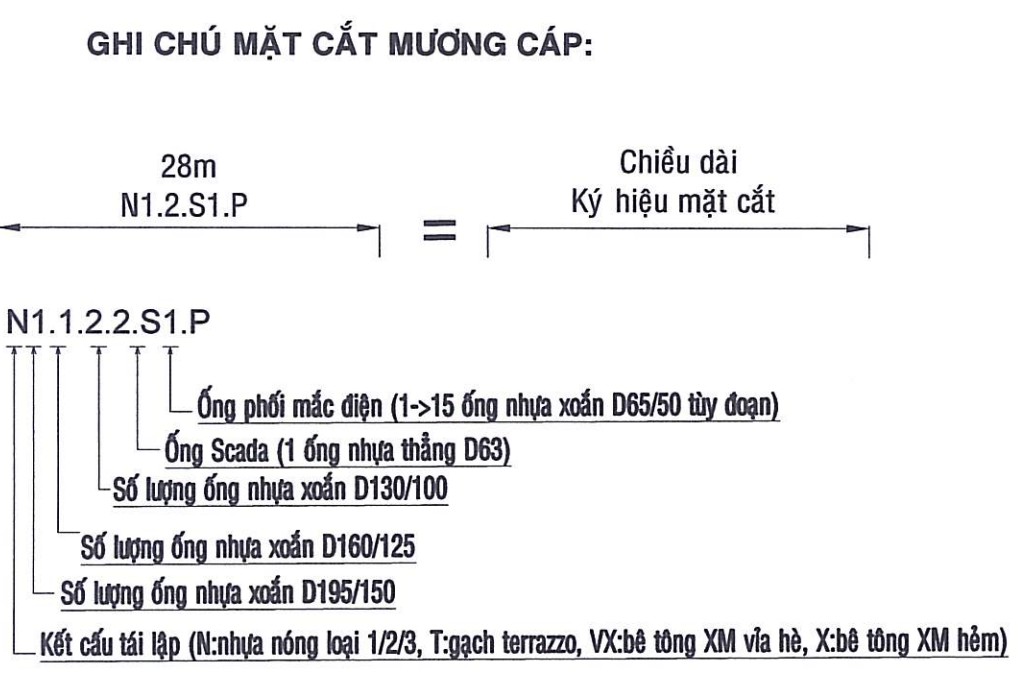 GHI CHÚ MẶT CẮT MƯƠNG CÁP:
28m
N1.2.S1.P
=
Chiều dài
Ký hiệu mặt cắt
N1.1.2.2.S1.P
Ống phối mắc điện (1->15 ống nhựa xoắn D65/50 tùy đoạn)
Ống Scada (1 ống nhựa thẳng D63)
Số lượng ống nhựa xoắn D130/100
Số lượng ống nhựa xoắn D160/125
Số lượng ống nhựa xoắn D195/150
Kết cấu tái lập (N:nhựa nóng loại 1/2/3, T:gạch terrazzo, VX:bê tông XM vỉa hè, X:bê tông XM hẻm)